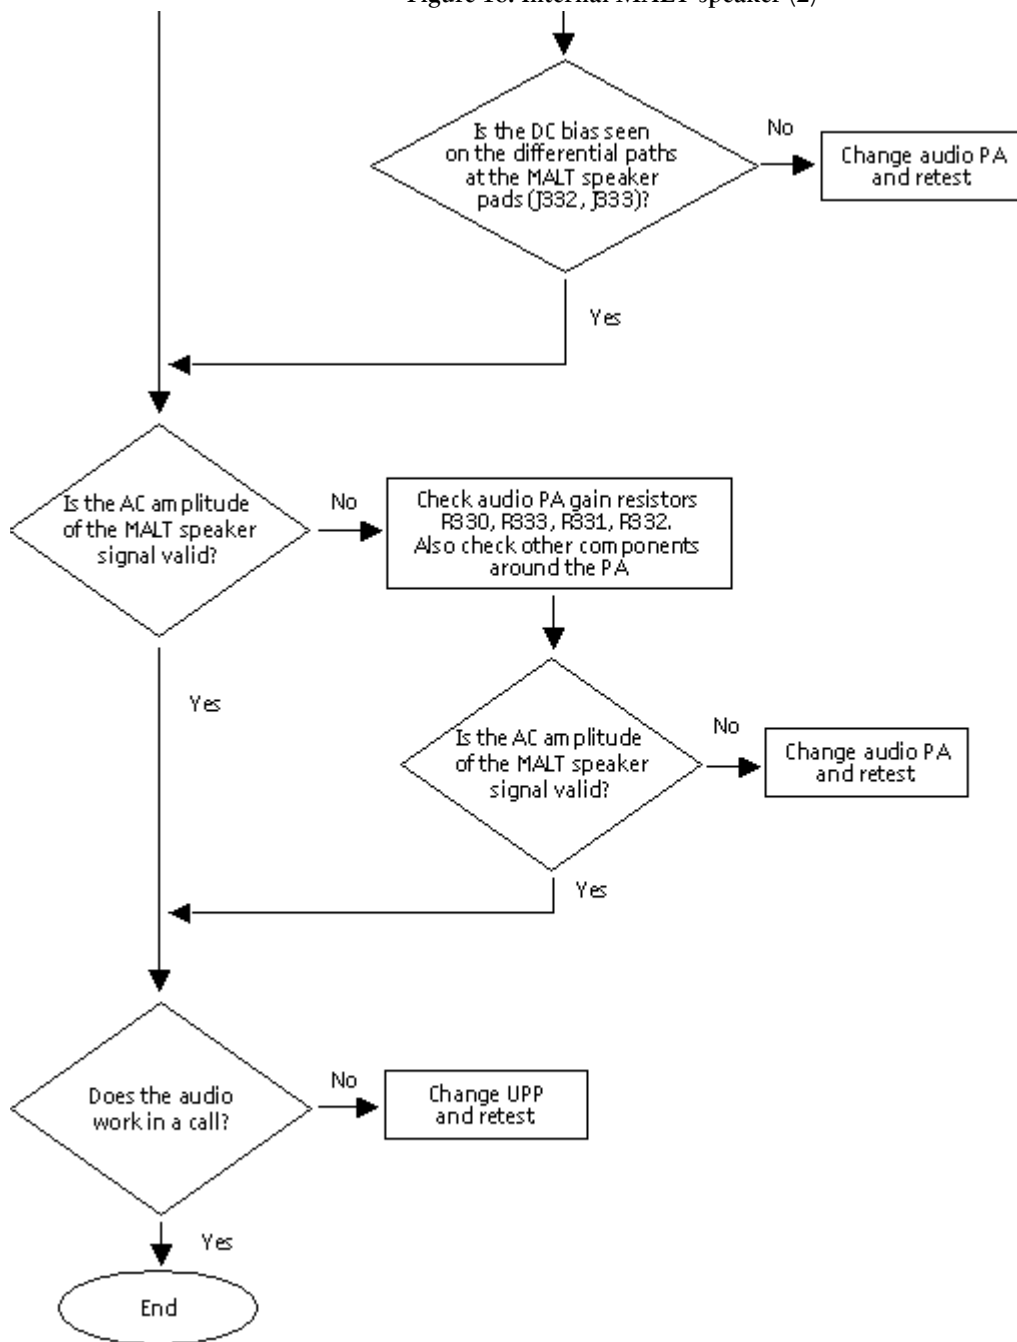 Figure 18: Internal MALT speaker (2)
Is the DC bias seen
on the differential paths
at the MALT speaker
pads (J332, J333)?
No
Change audio PA
and retest
Yes
Is the AC amplitude
of the MALT speaker
signal valid?
No
Check audio PA gain resistors
R330, R333, R331, R332.
Also check other components
around the PA
Yes
Is the AC amplitude
of the MALT speaker
signal valid?
No
Change audio PA
and retest
Yes
Does the audio
work in a call?
No
Change UPP
and retest
Yes
End